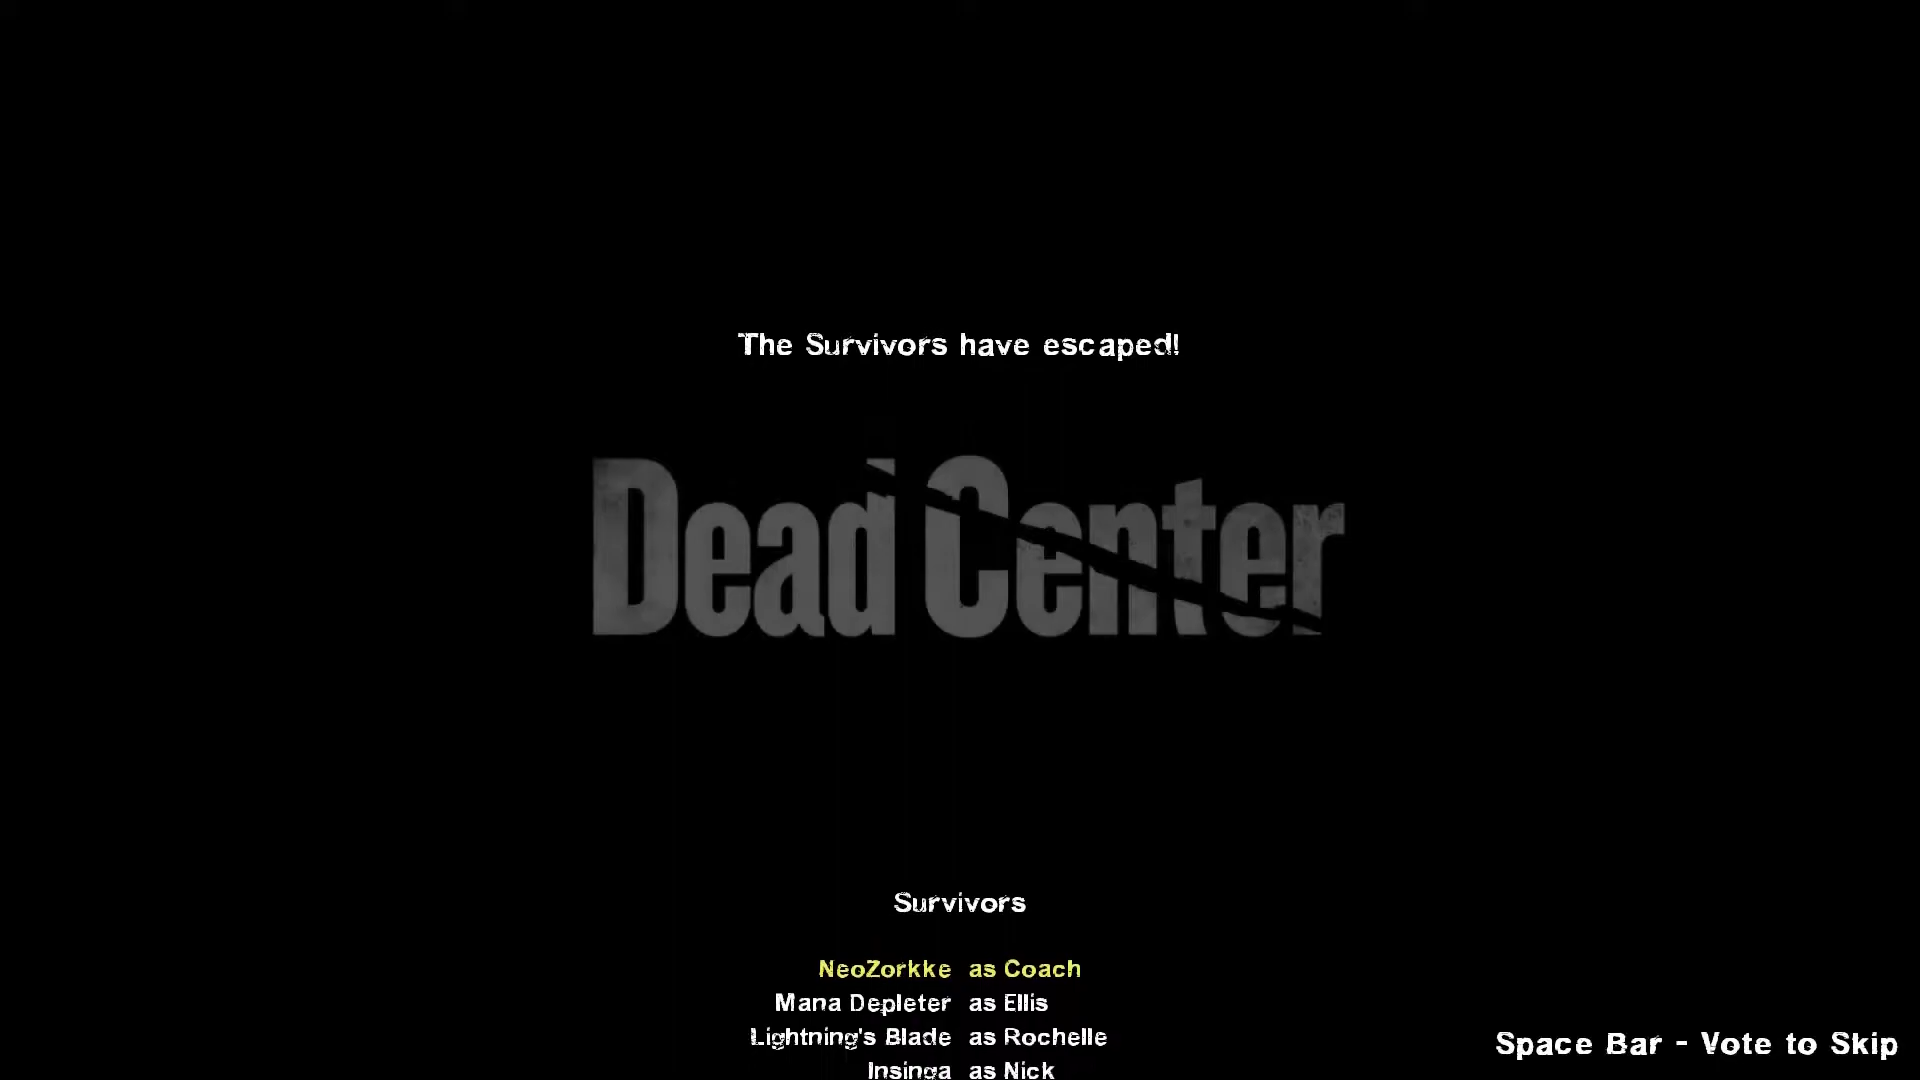 The Survivors have escaped!
Dead Center
Survivors
NeoZorkke as Coach
Mana Depleter as Ellis
Lightning's Blade as Rochelle
Insinga as Nick
Space Bar - Vote to Skip